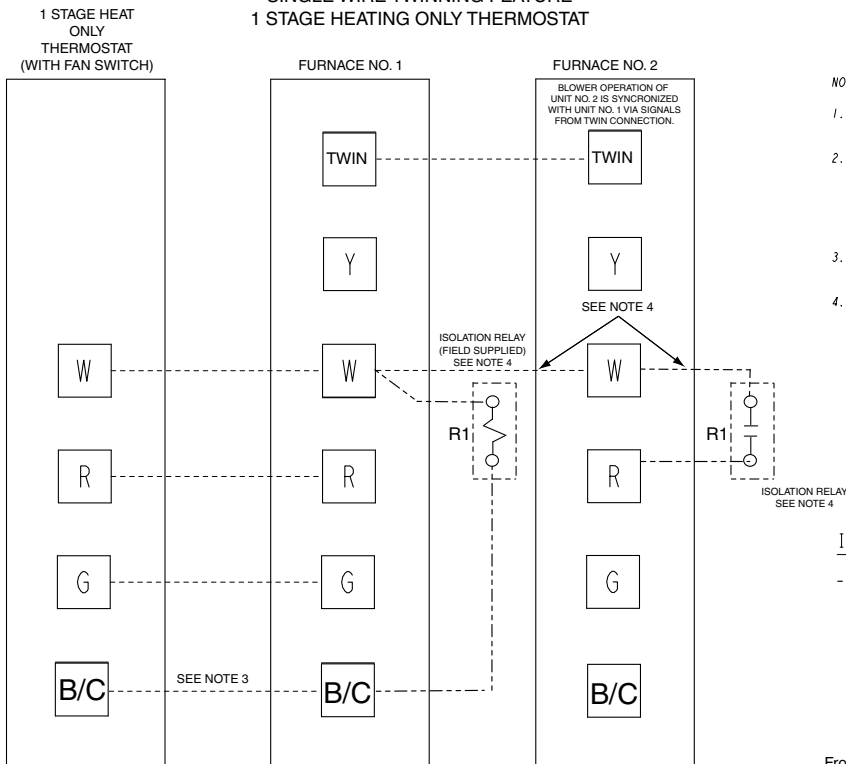 SINGLE WIRE TWINNING FEATURE
1 STAGE HEATING ONLY THERMOSTAT
1 STAGE HEAT
ONLY
THERMOSTAT
(WITH FAN SWITCH)
FURNACE NO. 1
FURNACE NO. 2
BLOWER OPERATION OF
UNIT NO. 2 IS SYNCRONIZED
WITH UNIT NO. 1 VIA SIGNALS
FROM TWIN CONNECTION.
NO
1.
2.
3.
4.
TWIN
TWIN
Y
Y
SEE NOTE 4
ISOLATION RELAY
(FIELD SUPPLIED)
SEE NOTE 4
W
W
W
R1
R1
R
R
R
ISOLATION RELAY
SEE NOTE 4
I
-
G
G
G
B/C
SEE NOTE 3
B/C
B/C
Fro